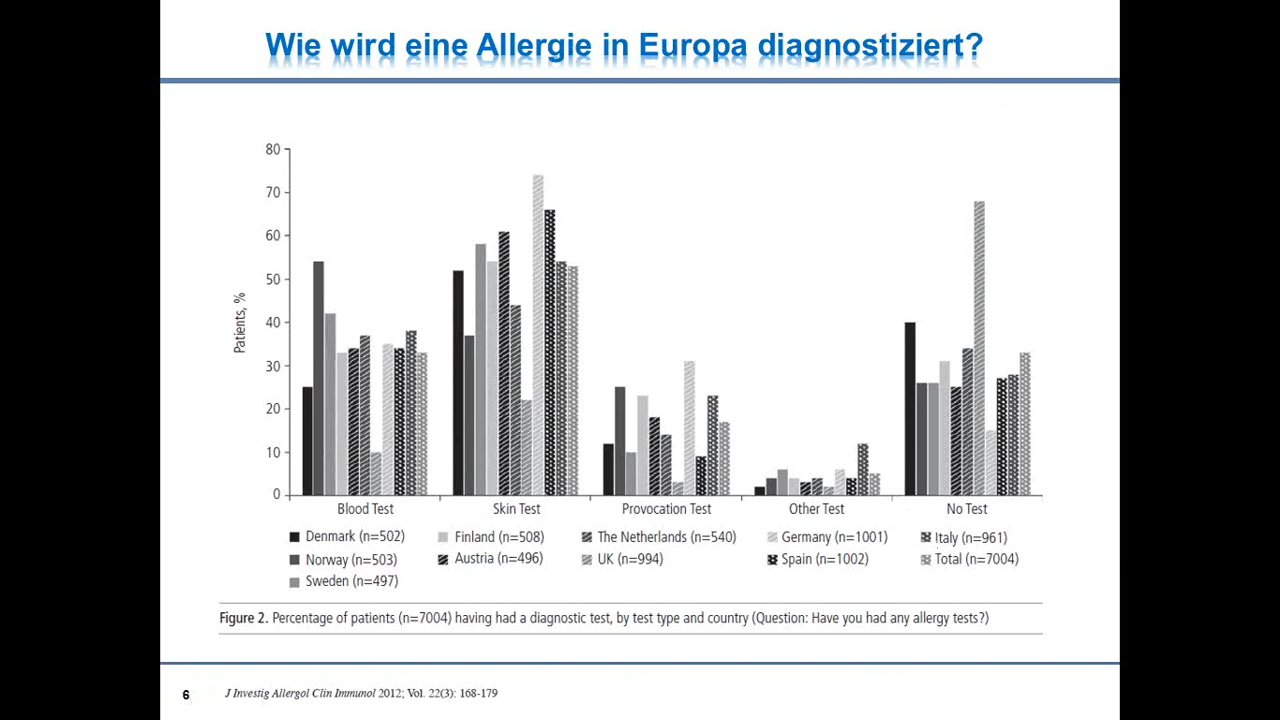 Wie wird eine Allergie in Europa diagnostiziert?
80
70
60
50
40
30
20
10
0
Patients, %
Blood Test Skin Test Provocation Test Other Test No Test
Denmark (n=502) Finland (n=508) The Netherlands (n=540) Germany (n=1001) Italy (n=961)
Norway (n=503) Austria (n=496) UK (n=994) Spain (n=1002) Total (n=7004)
Sweden (n=497)
Figure 2. Percentage of patients (n=7004) having had a diagnostic test, by test type and country (Question: Have you had any allergy tests?)
6 J Investig Allergol Clin Immunol 2012; Vol. 22(3): 168-179